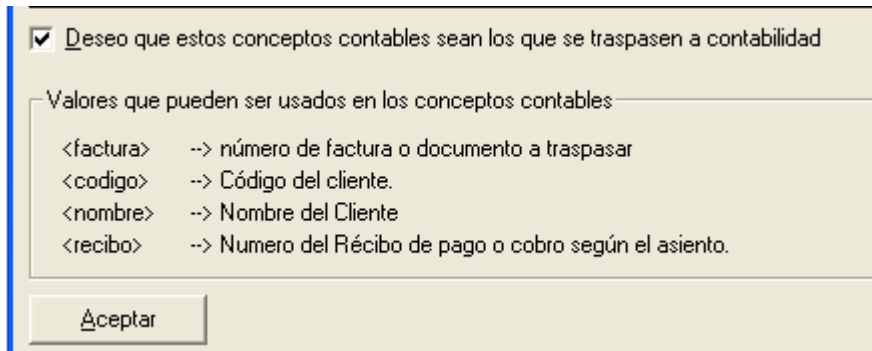 Deseo que estos conceptos contables sean los que se traspasen a contabilidad
Valores que pueden ser usados en los conceptos contables
<factura> --> número de factura o documento a traspasar
<codigo> --> Código del cliente.
<nombre> --> Nombre del Cliente
<recibo> --> Numero del Récibo de pago o cobro según el asiento.
Aceptar